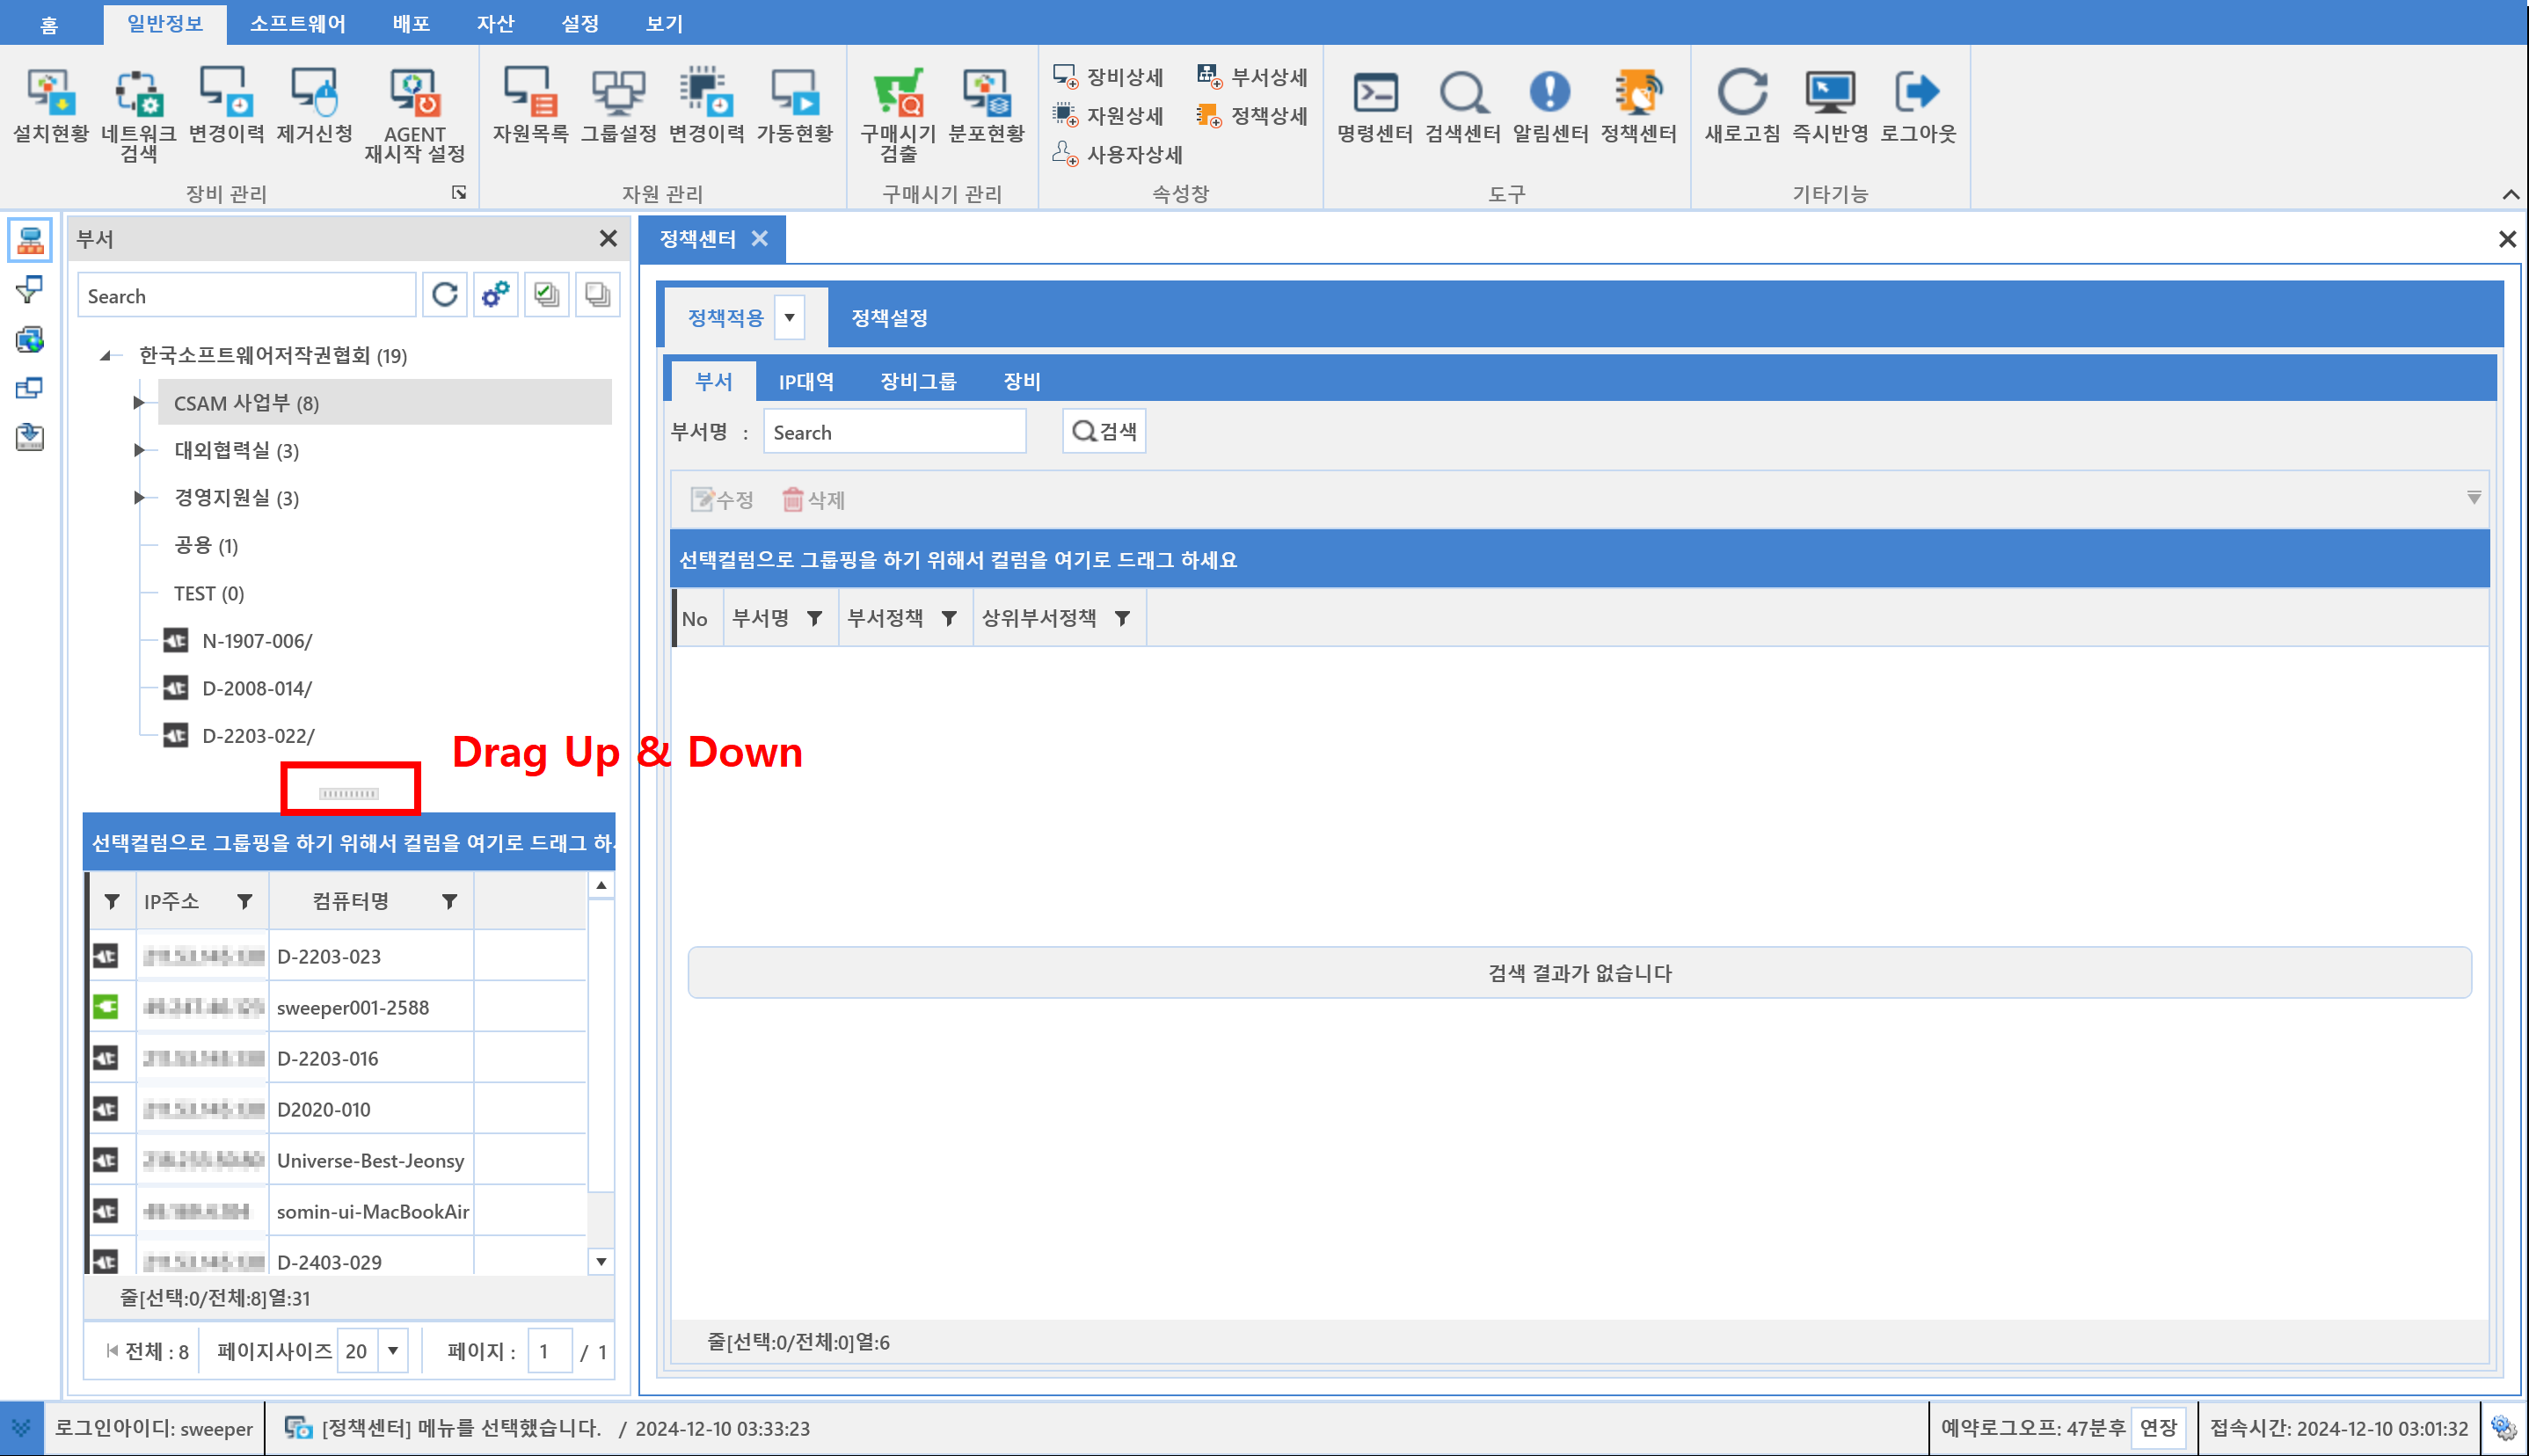 홈 일반정보 소프트웨어 배포 자산 설정 보기
설치현황 네트워크 검색 변경이력 제거신청 AGENT 재시작 설정
장비 관리
자원목록 그룹설정 변경이력 가동현황
자원 관리
구매시기 검출 분포현황
구매시기 관리
장비상세 부서상세
자원상세 정책상세
사용자상세
속성창
명령센터 검색센터 알림센터 정책센터
도구
새로고침 즉시반영 로그아웃
기타기능
부서
Search
한국소프트웨어저작권협회 (19)
CSAM 사업부 (8)
대외협력실 (3)
경영지원실 (3)
공용 (1)
TEST (0)
N-1907-006/
D-2008-014/
D-2203-022/
Drag Up & Down
선택컬럼으로 그룹핑을 하기 위해서 컬럼을 여기로 드래그 하
IP주소 컴퓨터명
D-2203-023
sweeper001-2588
D-2203-016
D2020-010
Universe-Best-Jeonsy
somin-ui-MacBookAir
D-2403-029
줄[선택:0/전체:8]열:31
전체 : 8 페이지사이즈 20 페이지 : 1 / 1
정책센터
정책적용 정책설정
부서 IP대역 장비그룹 장비
부서명 : Search 검색
수정 삭제
선택컬럼으로 그룹핑을 하기 위해서 컬럼을 여기로 드래그 하세요
No 부서명 부서정책 상위부서정책
검색 결과가 없습니다
줄[선택:0/전체:0]열:6
로그인아이디: sweeper [정책센터] 메뉴를 선택했습니다. / 2024-12-10 03:33:23 예약로그오프: 47분후 연장 접속시간: 2024-12-10 03:01:32